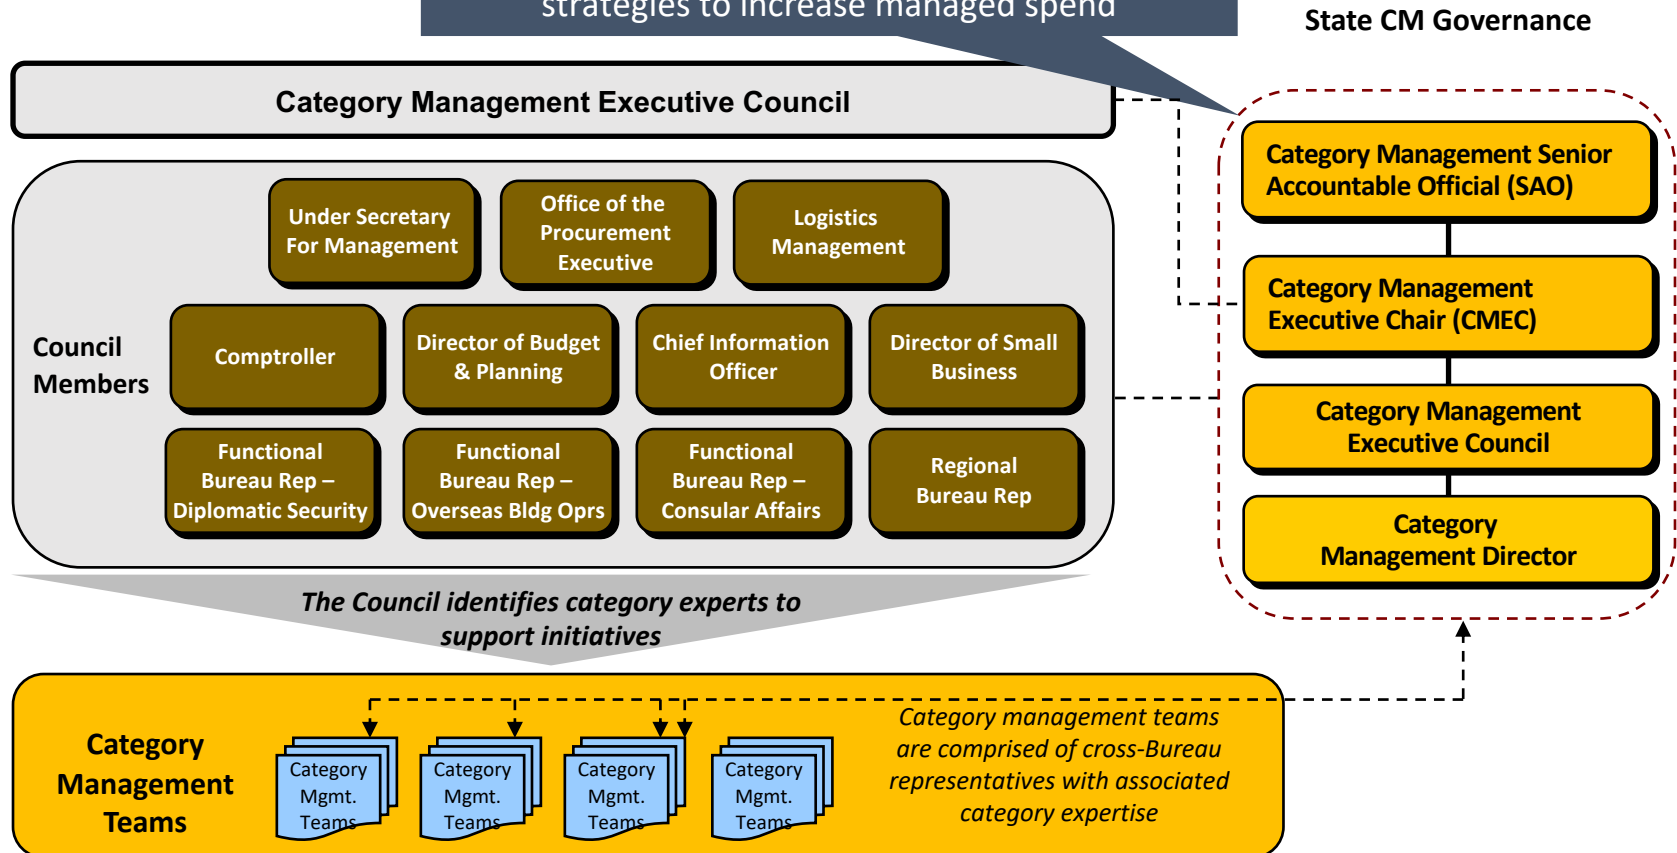 strategies to increase managed spend
State CM Governance
Category Management Executive Council
Council
Members
Under Secretary
For Management
Office of the
Procurement
Executive
Logistics
Management
Comptroller
Director of Budget
& Planning
Chief Information
Officer
Director of Small
Business
Functional
Bureau Rep –
Diplomatic Security
Functional
Bureau Rep –
Overseas Bldg Oprs
Functional
Bureau Rep –
Consular Affairs
Regional
Bureau Rep
Category Management Senior
Accountable Official (SAO)
Category Management
Executive Chair (CMEC)
Category Management
Executive Council
Category
Management Director
The Council identifies category experts to
support initiatives
Category
Management
Teams
Category
Mgmt.
Teams
Category
Mgmt.
Teams
Category
Mgmt.
Teams
Category
Mgmt.
Teams
Category management teams
are comprised of cross-Bureau
representatives with associated
category expertise